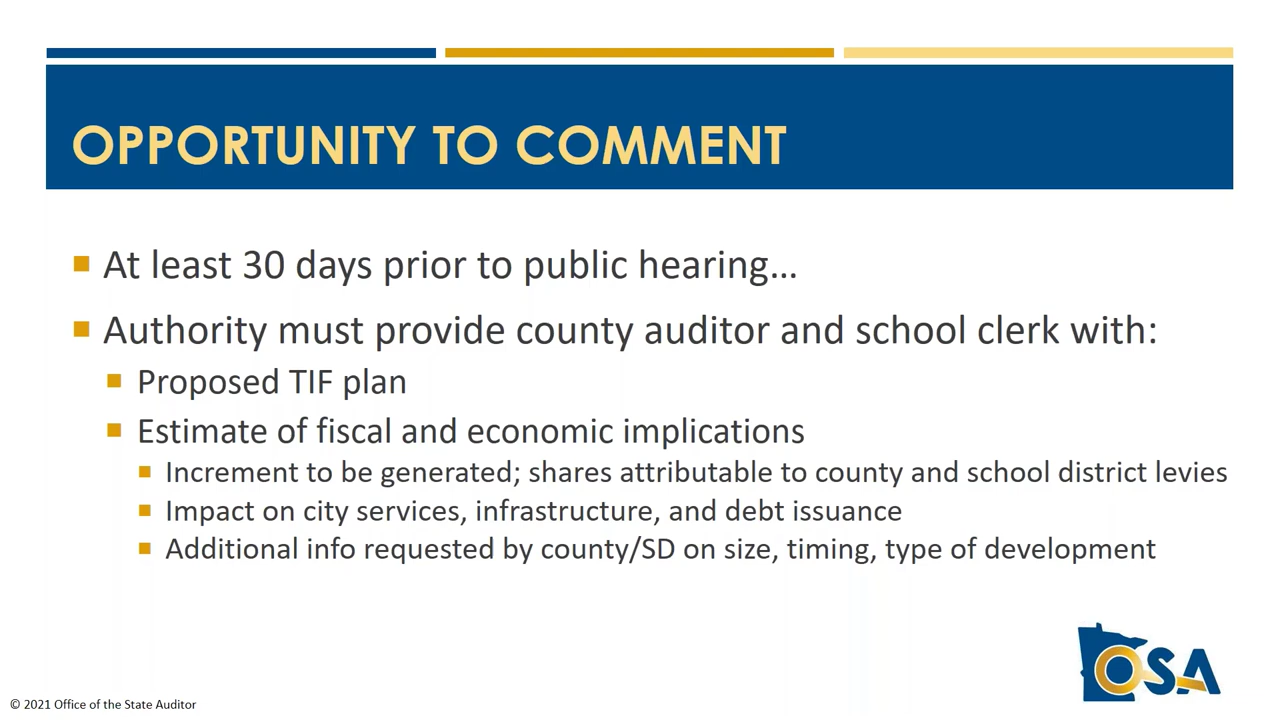 OPPORTUNITY TO COMMENT
At least 30 days prior to public hearing…
Authority must provide county auditor and school clerk with:
Proposed TIF plan
Estimate of fiscal and economic implications
Increment to be generated; shares attributable to county and school district levies
Impact on city services, infrastructure, and debt issuance
Additional info requested by county/SD on size, timing, type of development
OSA
© 2021 Office of the State Auditor